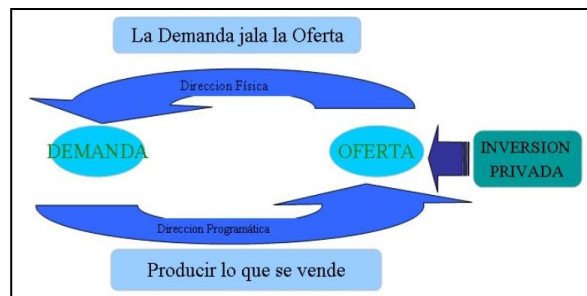 La Demanda jala la Oferta
Direccion Física
DEMANDA
OFERTA
INVERSION
PRIVADA
Direccion Programática
Producir lo que se vende